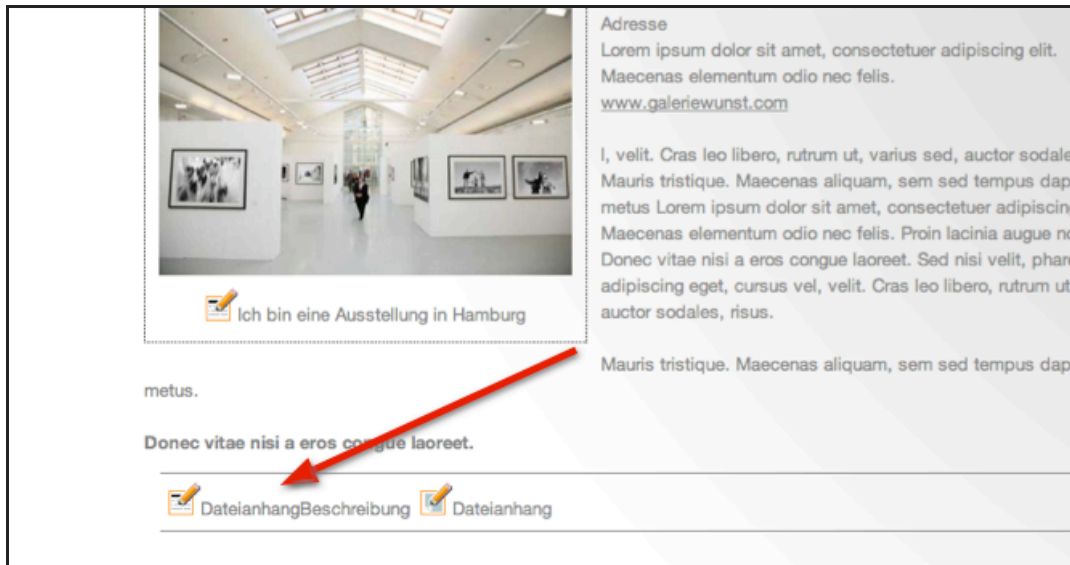 Adresse
Lorem ipsum dolor sit amet, consectetuer adipiscing elit.
Maecenas elementum odio nec felis.
www.galeriewunst.com
I, velit. Cras leo libero, rutrum ut, varius sed, auctor sodale
Mauris tristique. Maecenas aliquam, sem sed tempus dap
metus Lorem ipsum dolor sit amet, consectetuer adipiscing
Maecenas elementum odio nec felis. Proin lacinia augue no
Donec vitae nisi a eros congue laoreet. Sed nisi velit, phare
adipiscing eget, cursus vel, velit. Cras leo libero, rutrum ut
auctor sodales, risus.
Ich bin eine Ausstellung in Hamburg
Mauris tristique. Maecenas aliquam, sem sed tempus dap
metus.
Donec vitae nisi a eros congue laoreet.
DateianhangBeschreibung Dateianhang